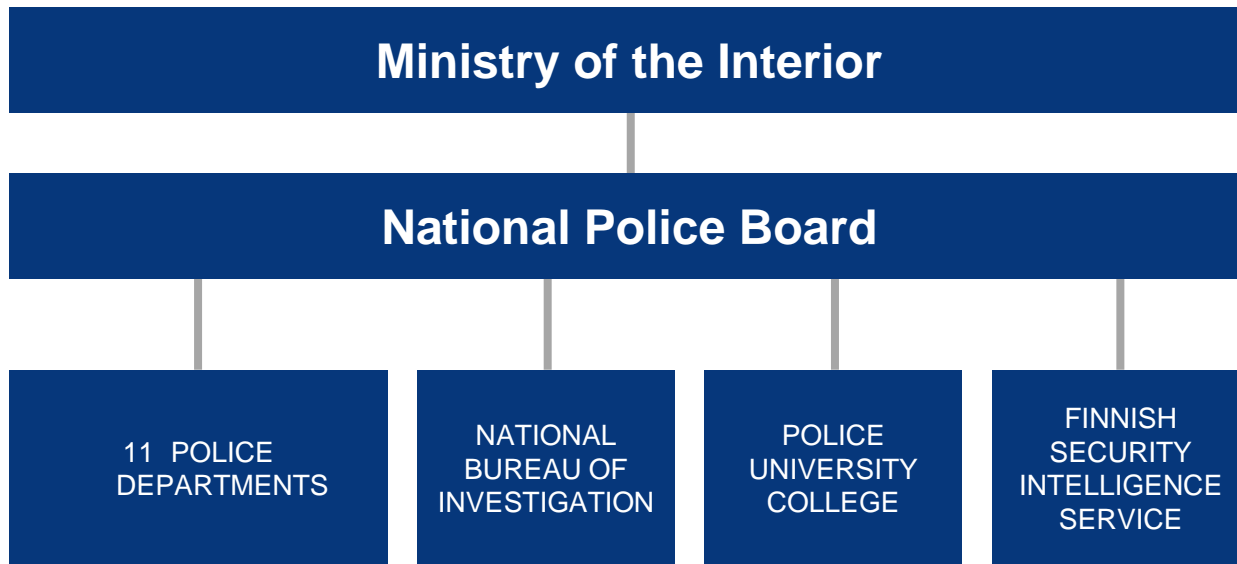 Ministry of the Interior
National Police Board
11 POLICE
DEPARTMENTS
NATIONAL
BUREAU OF
INVESTIGATION
POLICE
UNIVERSITY
COLLEGE
FINNISH
SECURITY
INTELLIGENCE
SERVICE